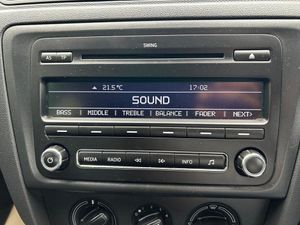 SWING
AS TP
21.5°C 17:02
SOUND
BASS MIDDLE TREBLE BALANCE FADER NEXT>
MEDIA RADIO INFO